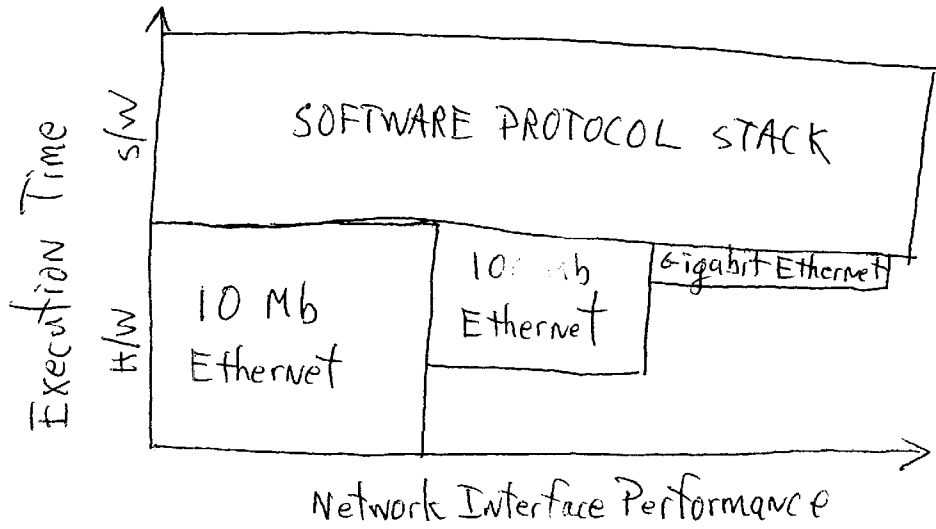 SOFTWARE PROTOCOL STACK
Execution Time
S/W
H/W
10 Mb
Ethernet
Ethernet
Gigabit Ethernet
Network Interface Performance